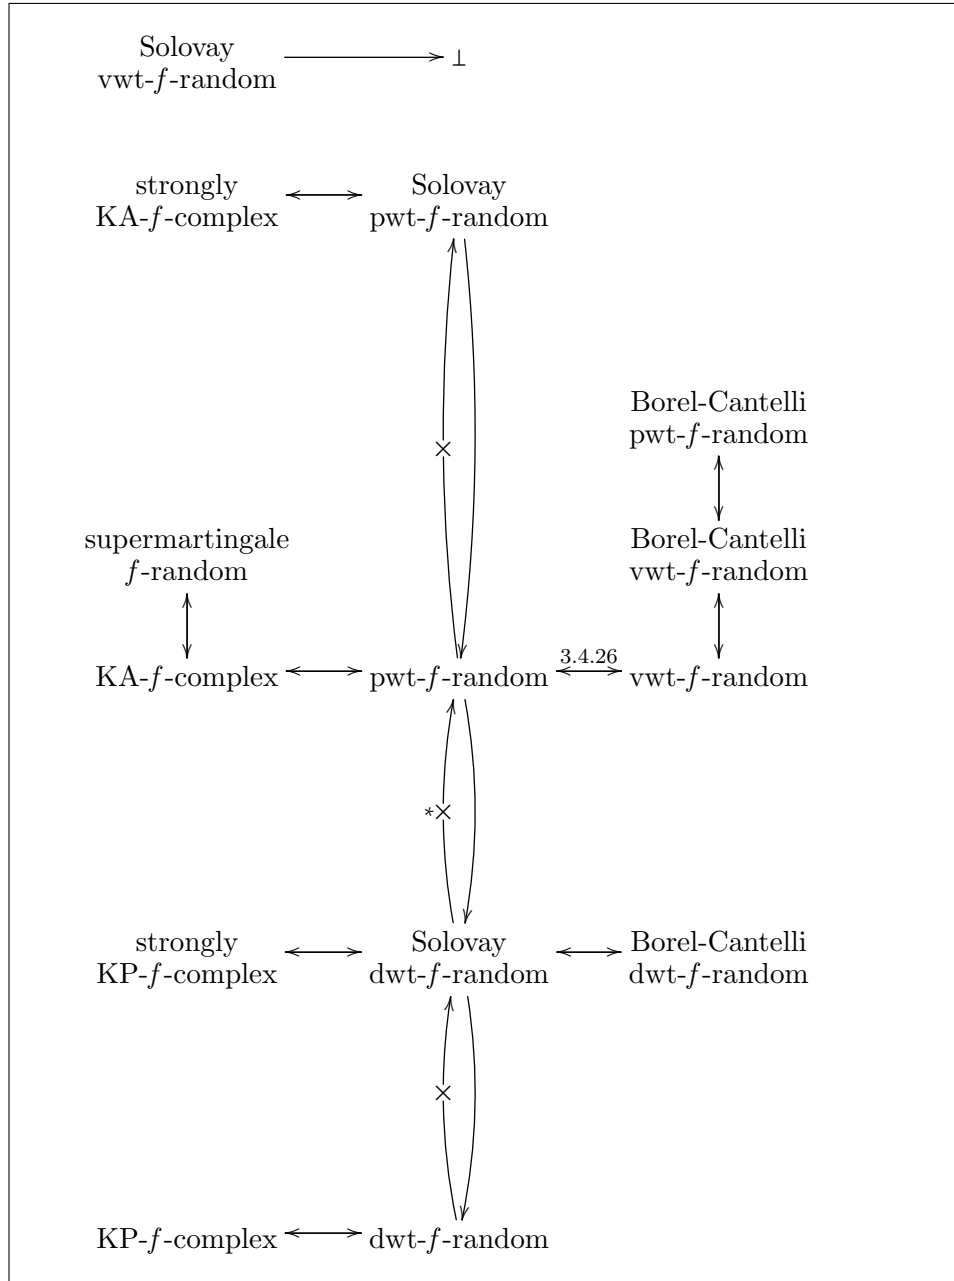 Solovay
vwt-f-random
⊥
strongly
KA-f-complex
Solovay
pwt-f-random
Borel-Cantelli
pwt-f-random
supermartingale
f-random
Borel-Cantelli
vwt-f-random
KA-f-complex
pwt-f-random
3.4.26
vwt-f-random
*
strongly
KP-f-complex
Solovay
dwt-f-random
Borel-Cantelli
dwt-f-random
KP-f-complex
dwt-f-random